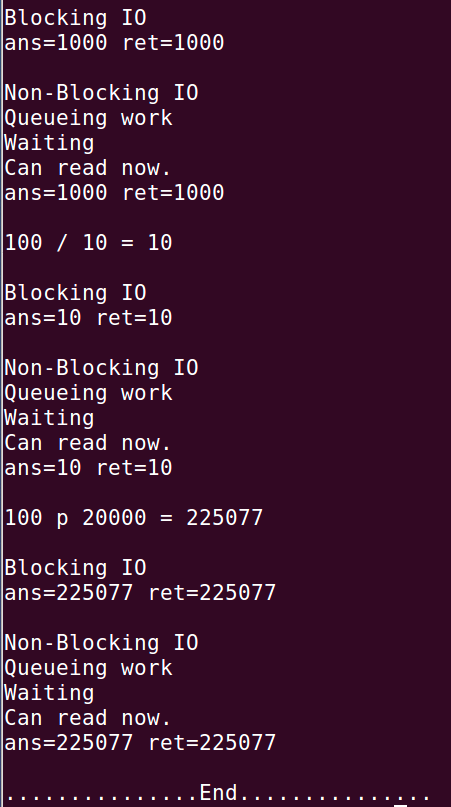 Blocking IO
ans=1000 ret=1000
Non-Blocking IO
Queueing work
Waiting
Can read now.
ans=1000 ret=1000
100 / 10 = 10
Blocking IO
ans=10 ret=10
Non-Blocking IO
Queueing work
Waiting
Can read now.
ans=10 ret=10
100 p 20000 = 225077
Blocking IO
ans=225077 ret=225077
Non-Blocking IO
Queueing work
Waiting
Can read now.
ans=225077 ret=225077
...............End...............